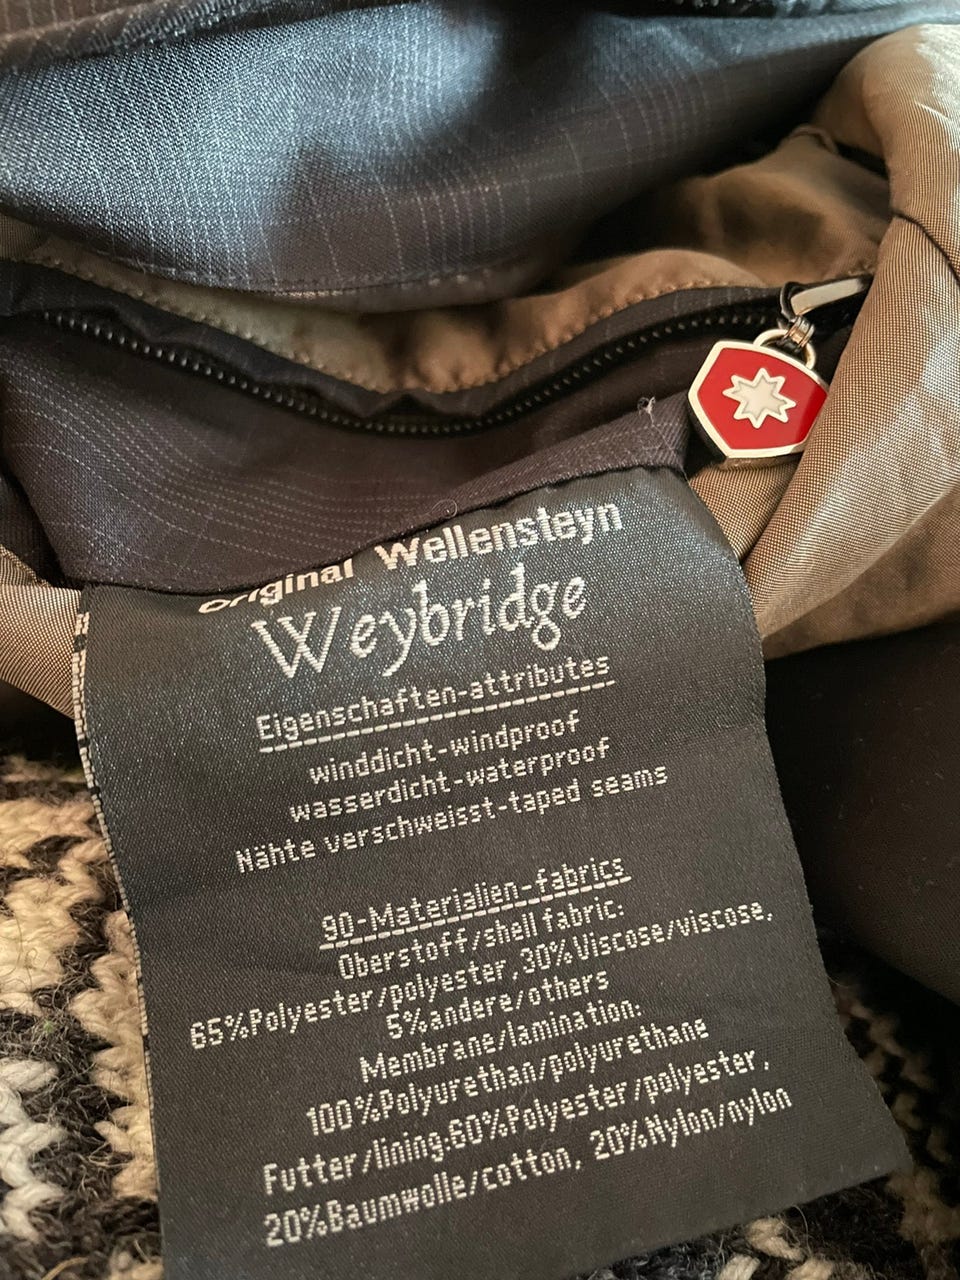 Original Wellensteyn
Weybridge
Eigenschaften-attributes
winddicht-windproof
wasserdicht-waterproof
Nähte verschweisst-taped seams
90-Materialien-fabrics
Oberstoff/shell fabric:
65%Polyester/polyester,30%Viscose/viscose,
5%andere/others
Membrane/lamination:
100%Polyurethan/polyurethane
Futter/lining:60%Polyester/polyester,
20%Baumwolle/cotton, 20%Nylon/nylon